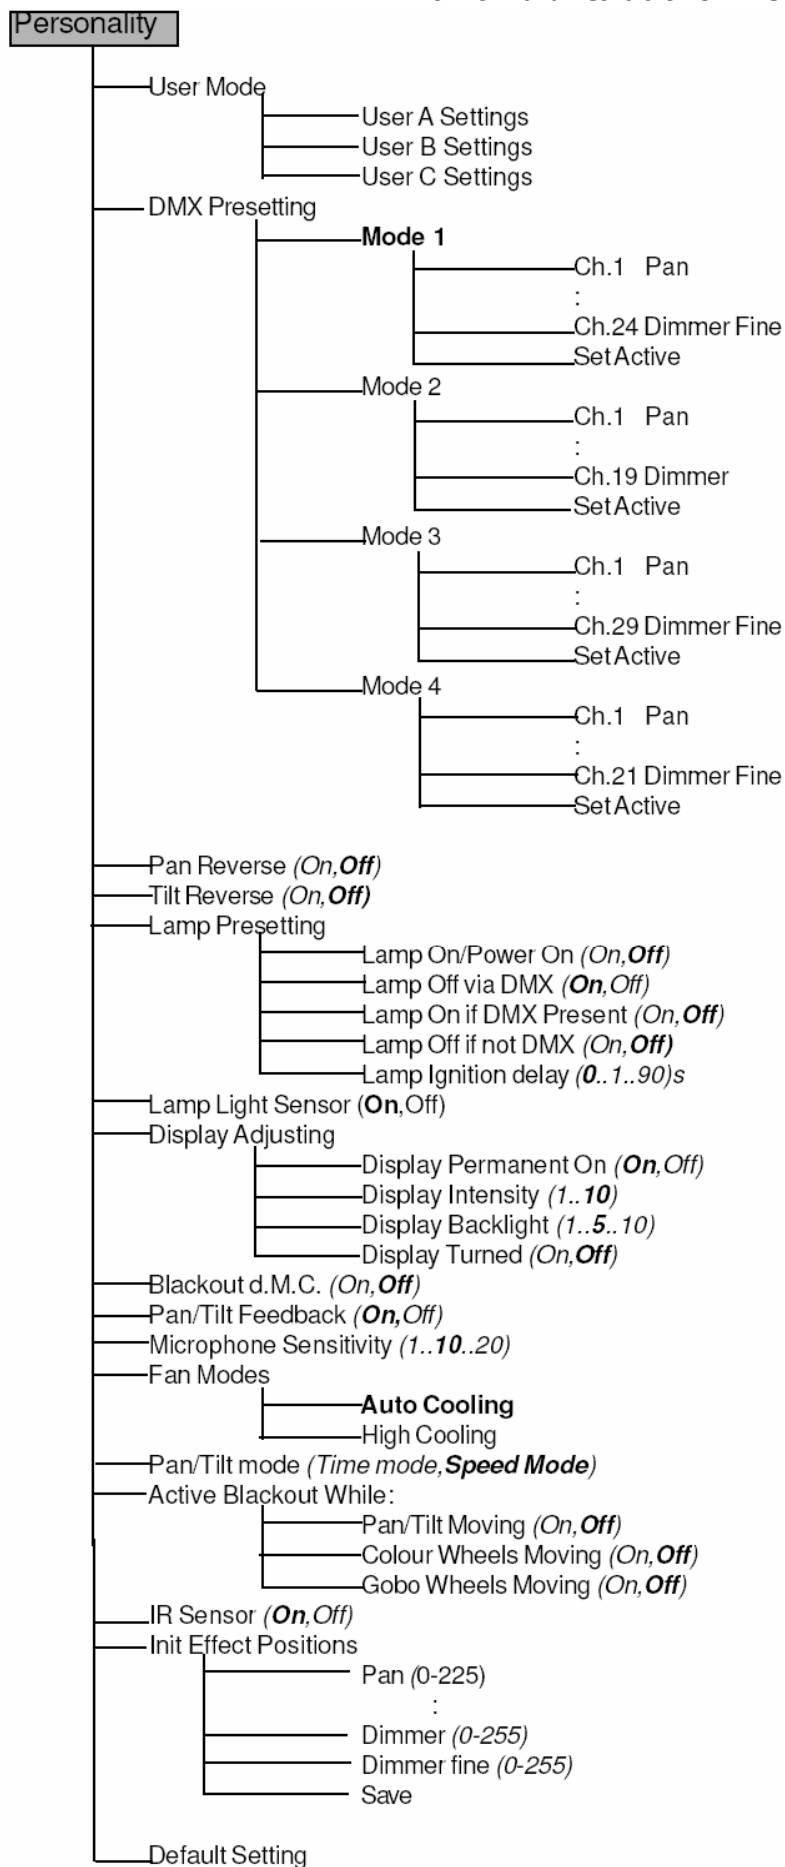 Personality
User Mode
User A Settings
User B Settings
User C Settings
DMX Presetting
Mode 1
Ch.1 Pan
:
Ch.24 Dimmer Fine
Set Active
Mode 2
Ch.1 Pan
:
Ch.19 Dimmer
Set Active
Mode 3
Ch.1 Pan
:
Ch.29 Dimmer Fine
Set Active
Mode 4
Ch.1 Pan
:
Ch.21 Dimmer Fine
Set Active
Pan Reverse (On,Off)
Tilt Reverse (On,Off)
Lamp Presetting
Lamp On/Power On (On,Off)
Lamp Off via DMX (On,Off)
Lamp On if DMX Present (On,Off)
Lamp Off if not DMX (On,Off)
Lamp Ignition delay (0..1..90)s
Lamp Light Sensor (On,Off)
Display Adjusting
Display Permanent On (On,Off)
Display Intensity (1..10)
Display Backlight (1..5..10)
Display Turned (On,Off)
Blackout d.M.C. (On,Off)
Pan/Tilt Feedback (On,Off)
Microphone Sensitivity (1..10..20)
Fan Modes
Auto Cooling
High Cooling
Pan/Tilt mode (Time mode,Speed Mode)
Active Blackout While:
Pan/Tilt Moving (On,Off)
Colour Wheels Moving (On,Off)
Gobo Wheels Moving (On,Off)
IR Sensor (On,Off)
Init Effect Positions
Pan (0-225)
:
Dimmer (0-255)
Dimmer fine (0-255)
Save
Default Setting